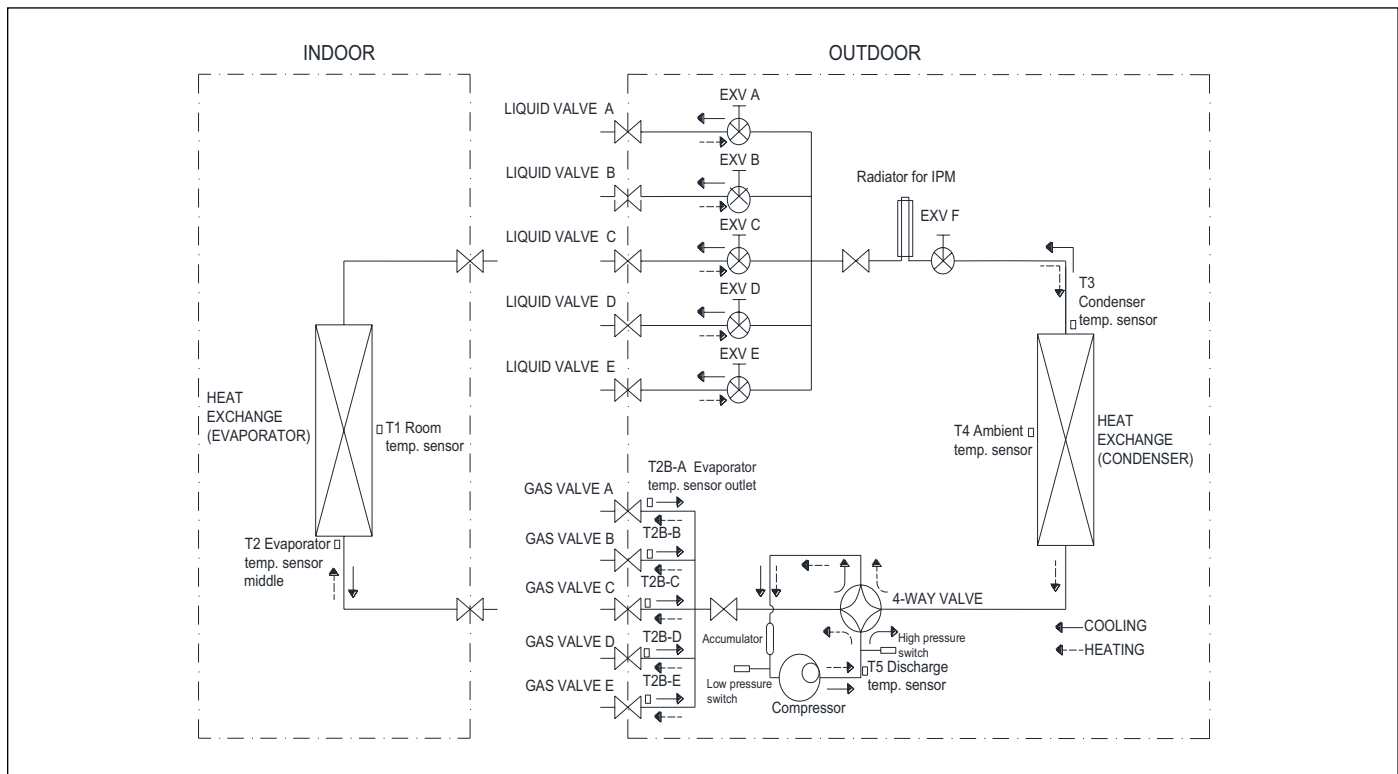 INDOOR
OUTDOOR
LIQUID VALVE A
EXV A
LIQUID VALVE B
EXV B
Radiator for IPM
EXV F
LIQUID VALVE C
EXV C
T3
Condenser
temp. sensor
LIQUID VALVE D
EXV D
LIQUID VALVE E
EXV E
HEAT
EXCHANGE
(EVAPORATOR)
T1 Room
temp. sensor
T4 Ambient
temp. sensor
HEAT
EXCHANGE
(CONDENSER)
T2B-A Evaporator
temp. sensor outlet
GAS VALVE A
T2 Evaporator
temp. sensor
middle
GAS VALVE B
T2B-B
GAS VALVE C
T2B-C
4-WAY VALVE
GAS VALVE D
T2B-D
Accumulator
High pressure
switch
COOLING
HEATING
GAS VALVE E
T2B-E
Low pressure
switch
T5 Discharge
temp. sensor
Compressor